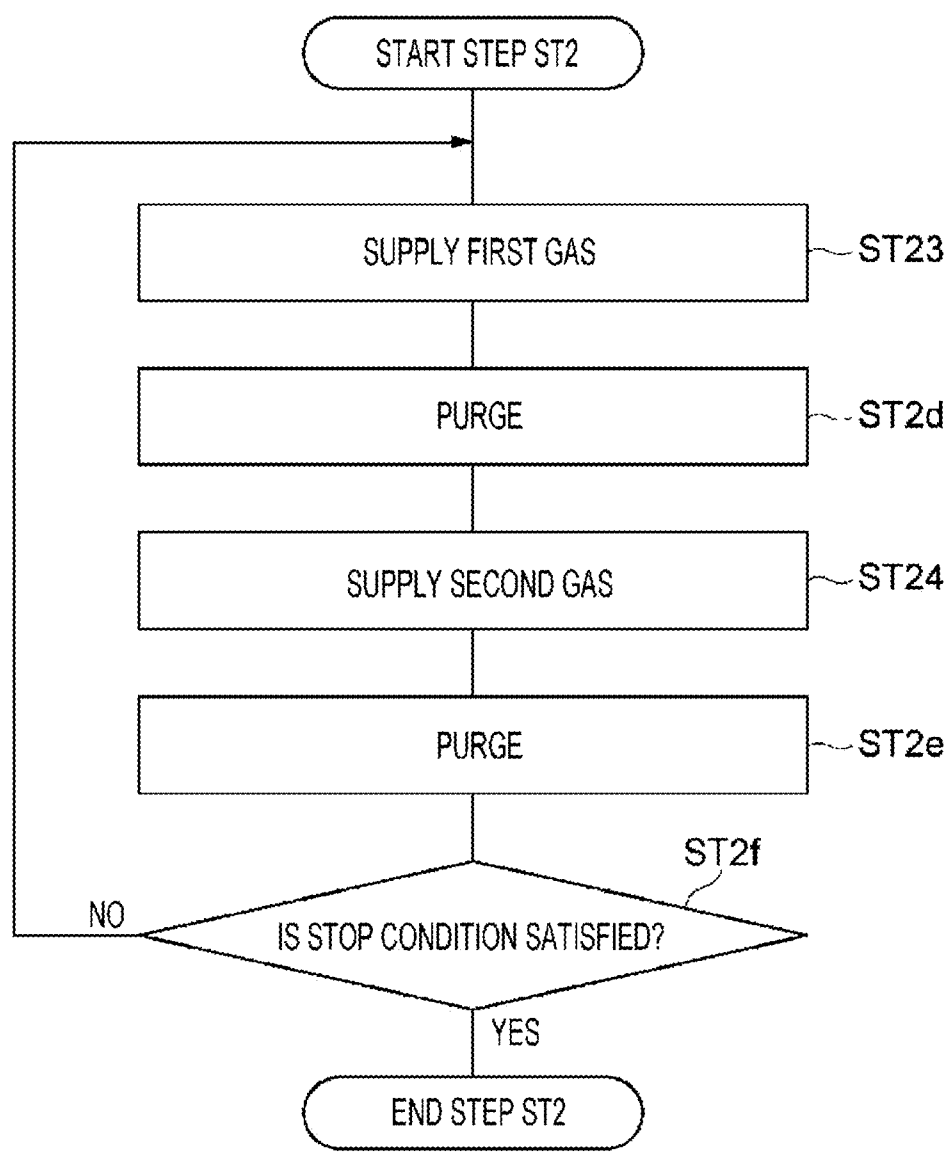 START STEP ST2
SUPPLY FIRST GAS
ST23
PURGE
ST2d
SUPPLY SECOND GAS
ST24
PURGE
ST2e
ST2f
NO
IS STOP CONDITION SATISFIED?
YES
END STEP ST2